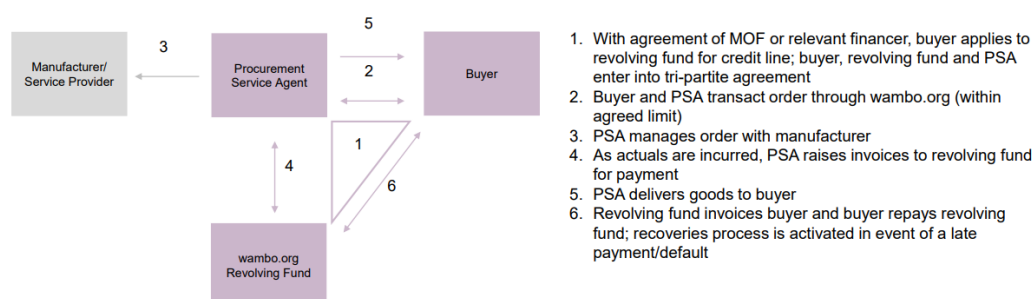 5
3
Manufacturer/
Service Provider
Procurement
Service Agent
2
Buyer
1
4
6
wambo.org
Revolving Fund
1. With agreement of MOF or relevant financer, buyer applies to
revolving fund for credit line; buyer, revolving fund and PSA
enter into tri-partite agreement
2. Buyer and PSA transact order through wambo.org (within
agreed limit)
3. PSA manages order with manufacturer
4. As actuals are incurred, PSA raises invoices to revolving fund
for payment
5. PSA delivers goods to buyer
6. Revolving fund invoices buyer and buyer repays revolving
fund; recoveries process is activated in event of a late
payment/default